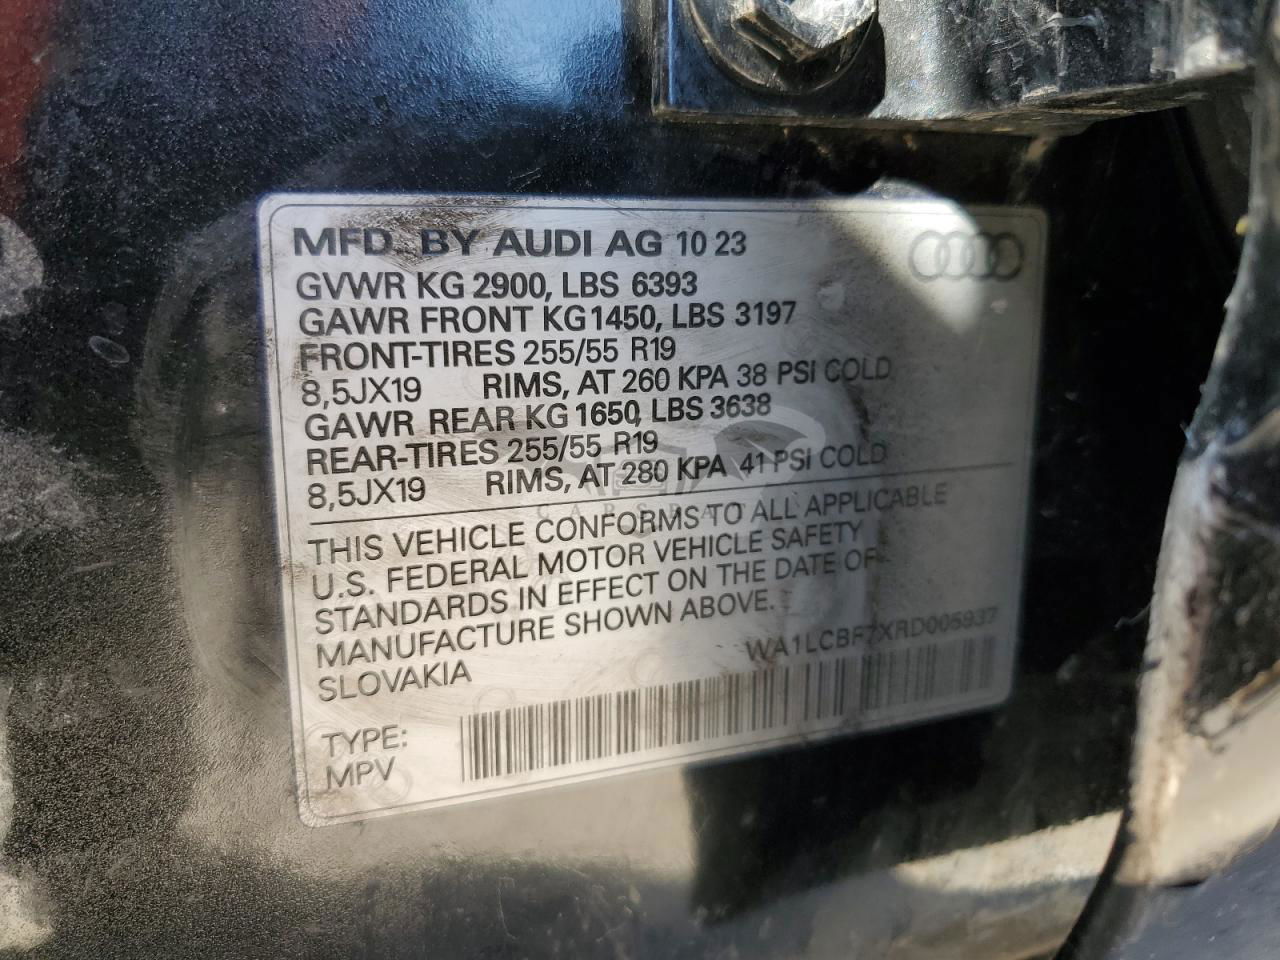 MFD. BY AUDI AG 10 23
GVWR KG 2900, LBS 6393
GAWR FRONT KG 1450, LBS 3197
FRONT-TIRES 255/55 R19
8,5JX19 RIMS, AT 260 KPA 38 PSI COLD
GAWR REAR KG 1650, LBS 3638
REAR-TIRES 255/55 R19
8,5JX19 RIMS, AT 280 KPA 41 PSI COLD
THIS VEHICLE CONFORMS TO ALL APPLICABLE
U.S. FEDERAL MOTOR VEHICLE SAFETY
STANDARDS IN EFFECT ON THE DATE OF
MANUFACTURE SHOWN ABOVE.
SLOVAKIA
WA1LCBF7XRD005937
TYPE:
MPV